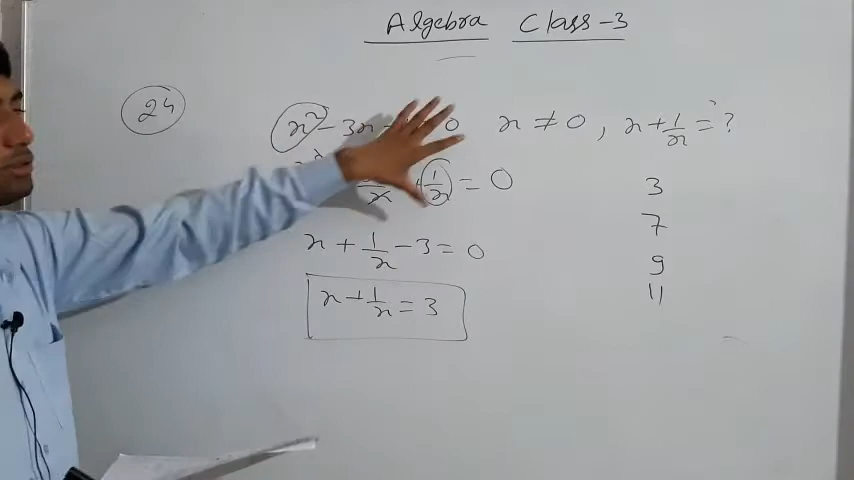 Algebra Class-3
24
x² - 3x 0 x ≠ 0, x + 1/x = ?
1/x = 0
x + 1/x - 3 = 0
x + 1/x = 3
3
7
9
11